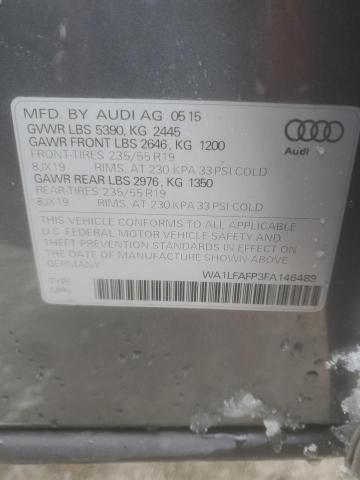 MFD. BY AUDI AG 05 15
GVWR LBS 5390, KG 2445
GAWR FRONT LBS 2646, KG 1200
FRONT-TIRES 235/55 R19
8JX19 RIMS, AT 230 KPA 33 PSI COLD
GAWR REAR LBS 2976, KG 1350
REAR-TIRES 235/55 R19
8JX19 RIMS, AT 230 KPA 33 PSI COLD
THIS VEHICLE CONFORMS TO ALL APPLICABLE
U.S. FEDERAL MOTOR VEHICLE SAFETY AND
THEFT PREVENTION STANDARDS IN EFFECT ON
THE DATE OF MANUFACTURE SHOWN ABOVE
GERMANY
WA1LFAFP3FA146489
TYPE
MPV
Audi